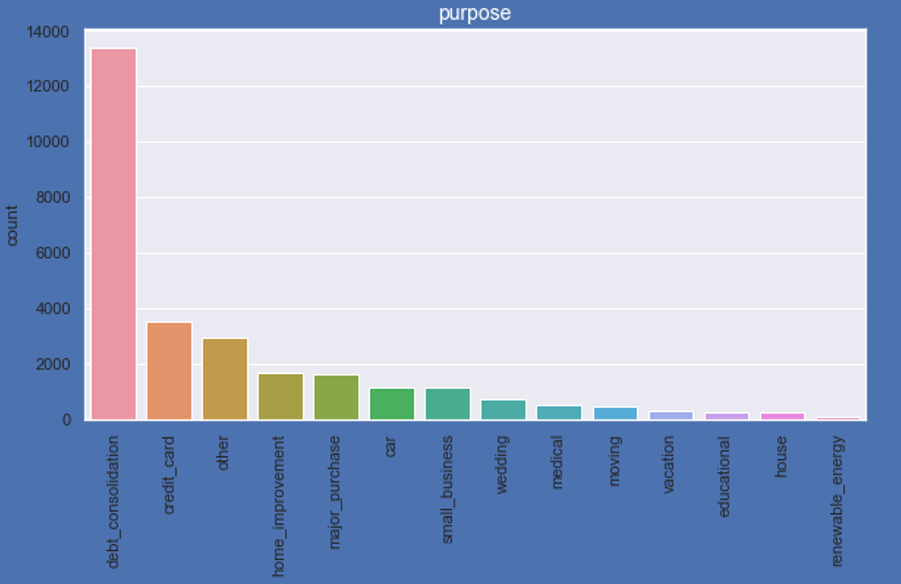 purpose
14000
12000
10000
8000
6000
4000
2000
0
count
debt_consolidation
credit_card
other
home_improvement
major_purchase
car
small_business
wedding
medical
moving
vacation
educational
house
renewable_energy